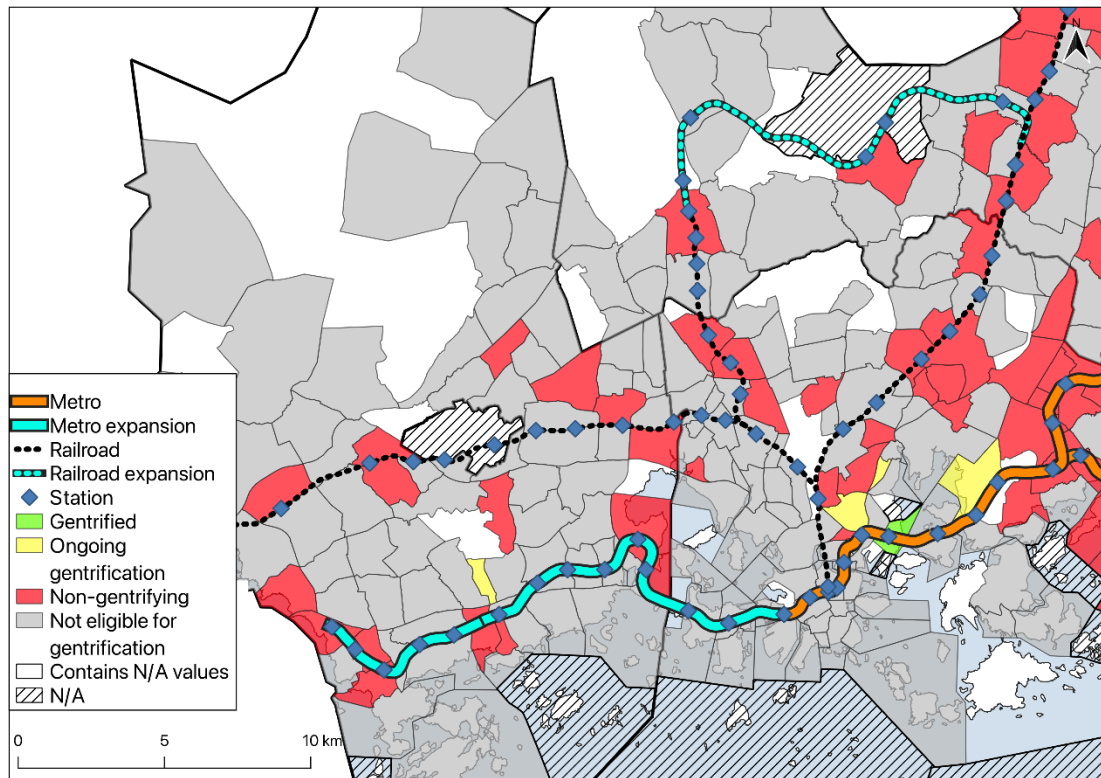 N
Metro
Metro expansion
Railroad
Railroad expansion
Station
Gentrified
Ongoing
gentrification
Non-gentrifying
Not eligible for
gentrification
Contains N/A values
N/A
0 5 10 km